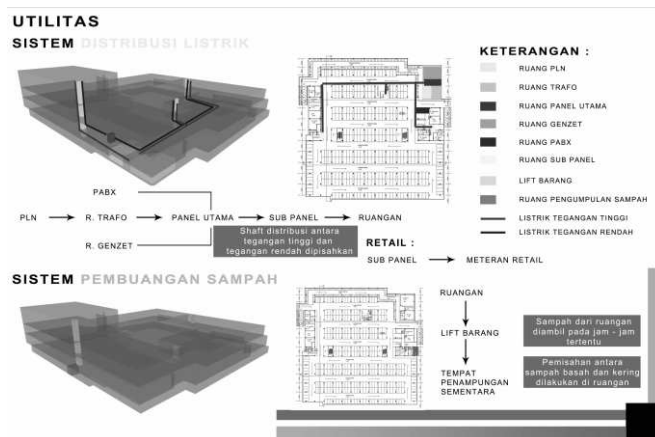 UTILITAS
SISTEM DISTRIBUSI LISTRIK
KETERANGAN :
RUANG PLN
RUANG TRAFO
RUANG PANEL UTAMA
RUANG GENZET
RUANG PABX
RUANG SUB PANEL
LIFT BARANG
RUANG PENGUMPULAN SAMPAH
LISTRIK TEGANGAN TINGGI
LISTRIK TEGANGAN RENDAH
PABX
PLN → R. TRAFO → PANEL UTAMA → SUB PANEL → RUANGAN
R. GENZET
Shaft distribusi antara
tegangan tinggi dan
tegangan rendah dipisahkan
RETAIL :
SUB PANEL → METERAN RETAIL
SISTEM PEMBUANGAN SAMPAH
RUANGAN
LIFT BARANG
TEMPAT
PENAMPUNGAN
SEMENTARA
Sampah dari ruangan
diambil pada jam - jam
tertentu
Pemisahan antara
sampah basah dan kering
dilakukan di ruangan